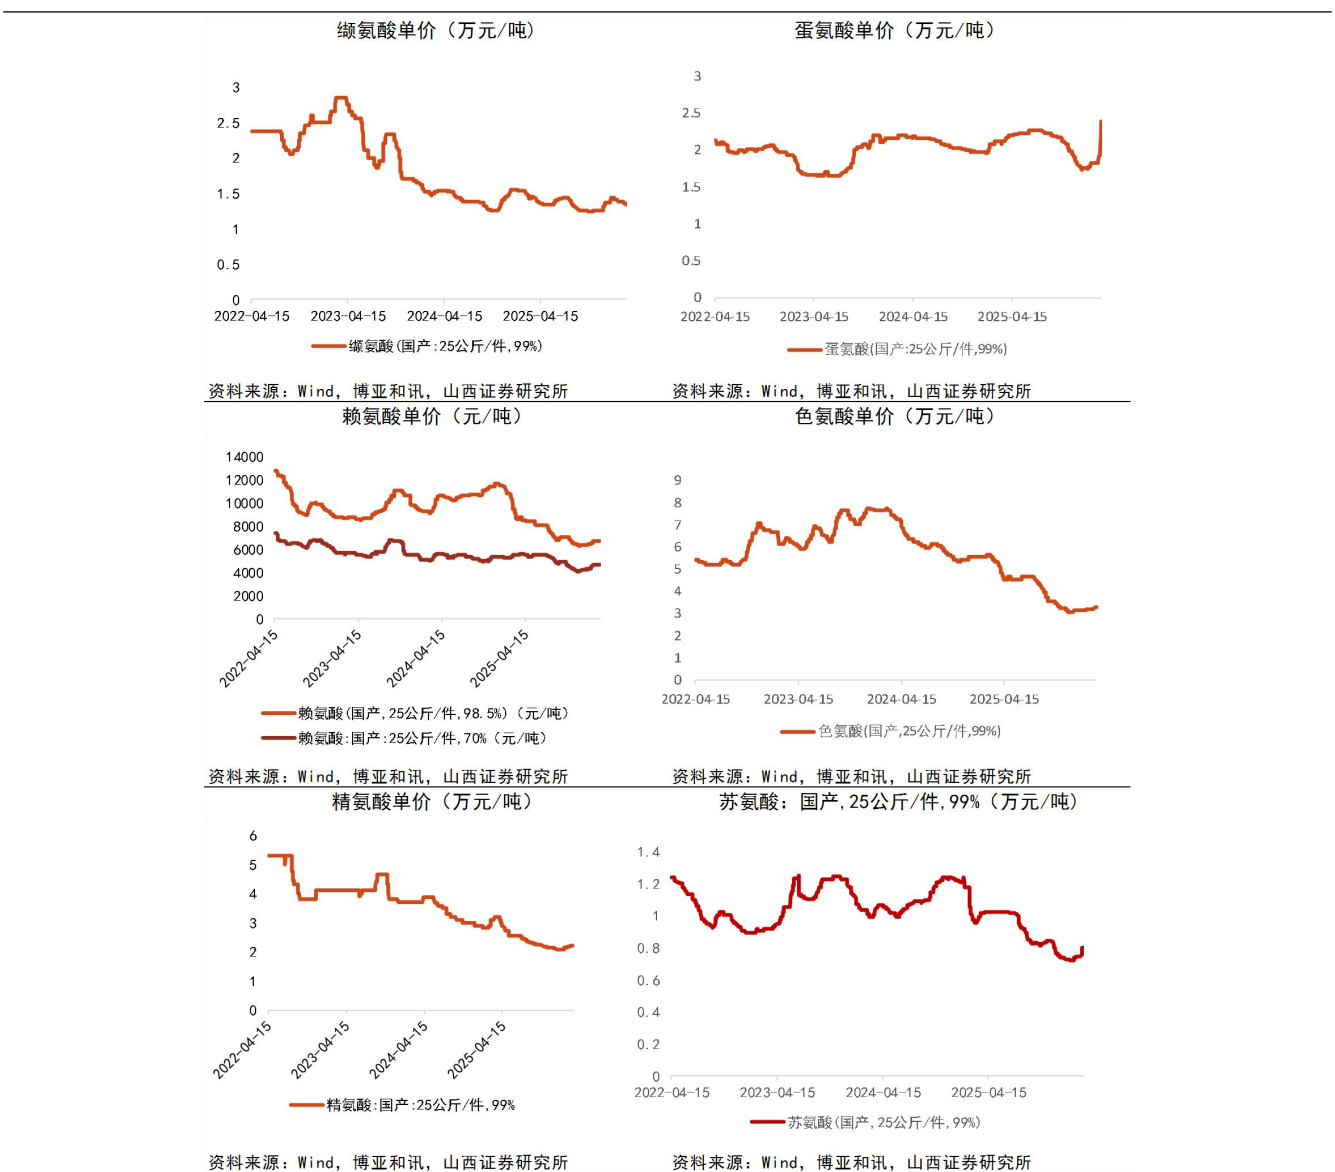 缬氨酸单价（万元/吨）
3
2.5
2
1.5
1
0.5
0
2022-04-15 2023-04-15 2024-04-15 2025-04-15
缬氨酸(国产:25公斤/件,99%)
资料来源：Wind，博亚和讯，山西证券研究所
蛋氨酸单价（万元/吨）
3
2.5
2
1.5
1
0.5
0
2022-04-15 2023-04-15 2024-04-15 2025-04-15
蛋氨酸(国产:25公斤/件,99%)
资料来源：Wind，博亚和讯，山西证券研究所
赖氨酸单价（元/吨）
14000
12000
10000
8000
6000
4000
2000
0
2022-04-15 2023-04-15 2024-04-15 2025-04-15
赖氨酸(国产,25公斤/件,98.5%)（元/吨）
赖氨酸:国产:25公斤/件,70%（元/吨）
资料来源：Wind，博亚和讯，山西证券研究所
色氨酸单价（万元/吨）
9
8
7
6
5
4
3
2
1
0
2022-04-15 2023-04-15 2024-04-15 2025-04-15
色氨酸(国产,25公斤/件,99%)
资料来源：Wind，博亚和讯，山西证券研究所
精氨酸单价（万元/吨）
6
5
4
3
2
1
0
2022-04-15 2023-04-15 2024-04-15 2025-04-15
精氨酸:国产:25公斤/件,99%
资料来源：Wind，博亚和讯，山西证券研究所
苏氨酸：国产,25公斤/件,99%（万元/吨）
1.4
1.2
1
0.8
0.6
0.4
0.2
0
2022-04-15 2023-04-15 2024-04-15 2025-04-15
苏氨酸(国产,25公斤/件,99%)
资料来源：Wind，博亚和讯，山西证券研究所